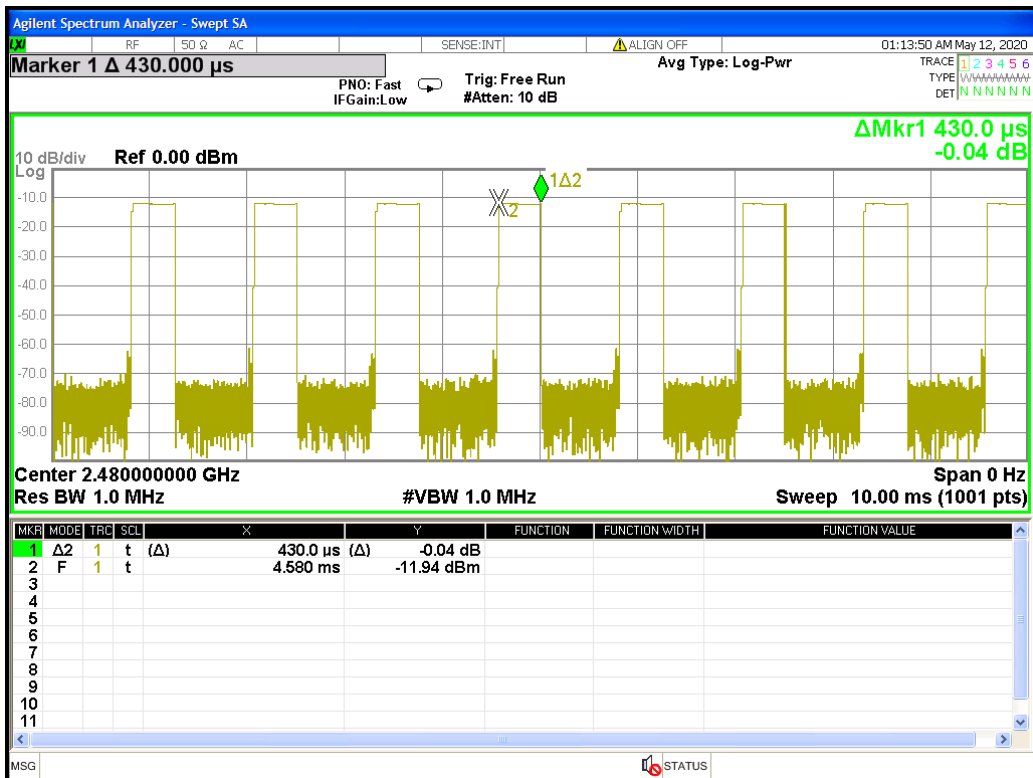 Agilent Spectrum Analyzer - Swept SA
LXI RF 50 Ω AC SENSE:INT ALIGN OFF 01:13:50 AM May 12, 2020
Marker 1 Δ 430.000 µs
PNO: Fast
IFGain:Low
Trig: Free Run
#Atten: 10 dB
Avg Type: Log-Pwr
TRACE 1 2 3 4 5 6
TYPE WWWWWW
DET N N N N N N
ΔMkr1 430.0 µs
-0.04 dB
10 dB/div Ref 0.00 dBm
Log
-10.0
-20.0
-30.0
-40.0
-50.0
-60.0
-70.0
-80.0
-90.0
1Δ2
2
Center 2.480000000 GHz Span 0 Hz
Res BW 1.0 MHz #VBW 1.0 MHz Sweep 10.00 ms (1001 pts)
MKR MODE TRC SCL X Y FUNCTION FUNCTION WIDTH FUNCTION VALUE
1 Δ2 1 t (Δ) 430.0 µs (Δ) -0.04 dB
2 F 1 t 4.580 ms -11.94 dBm
3
4
5
6
7
8
9
10
11
MSG STATUS